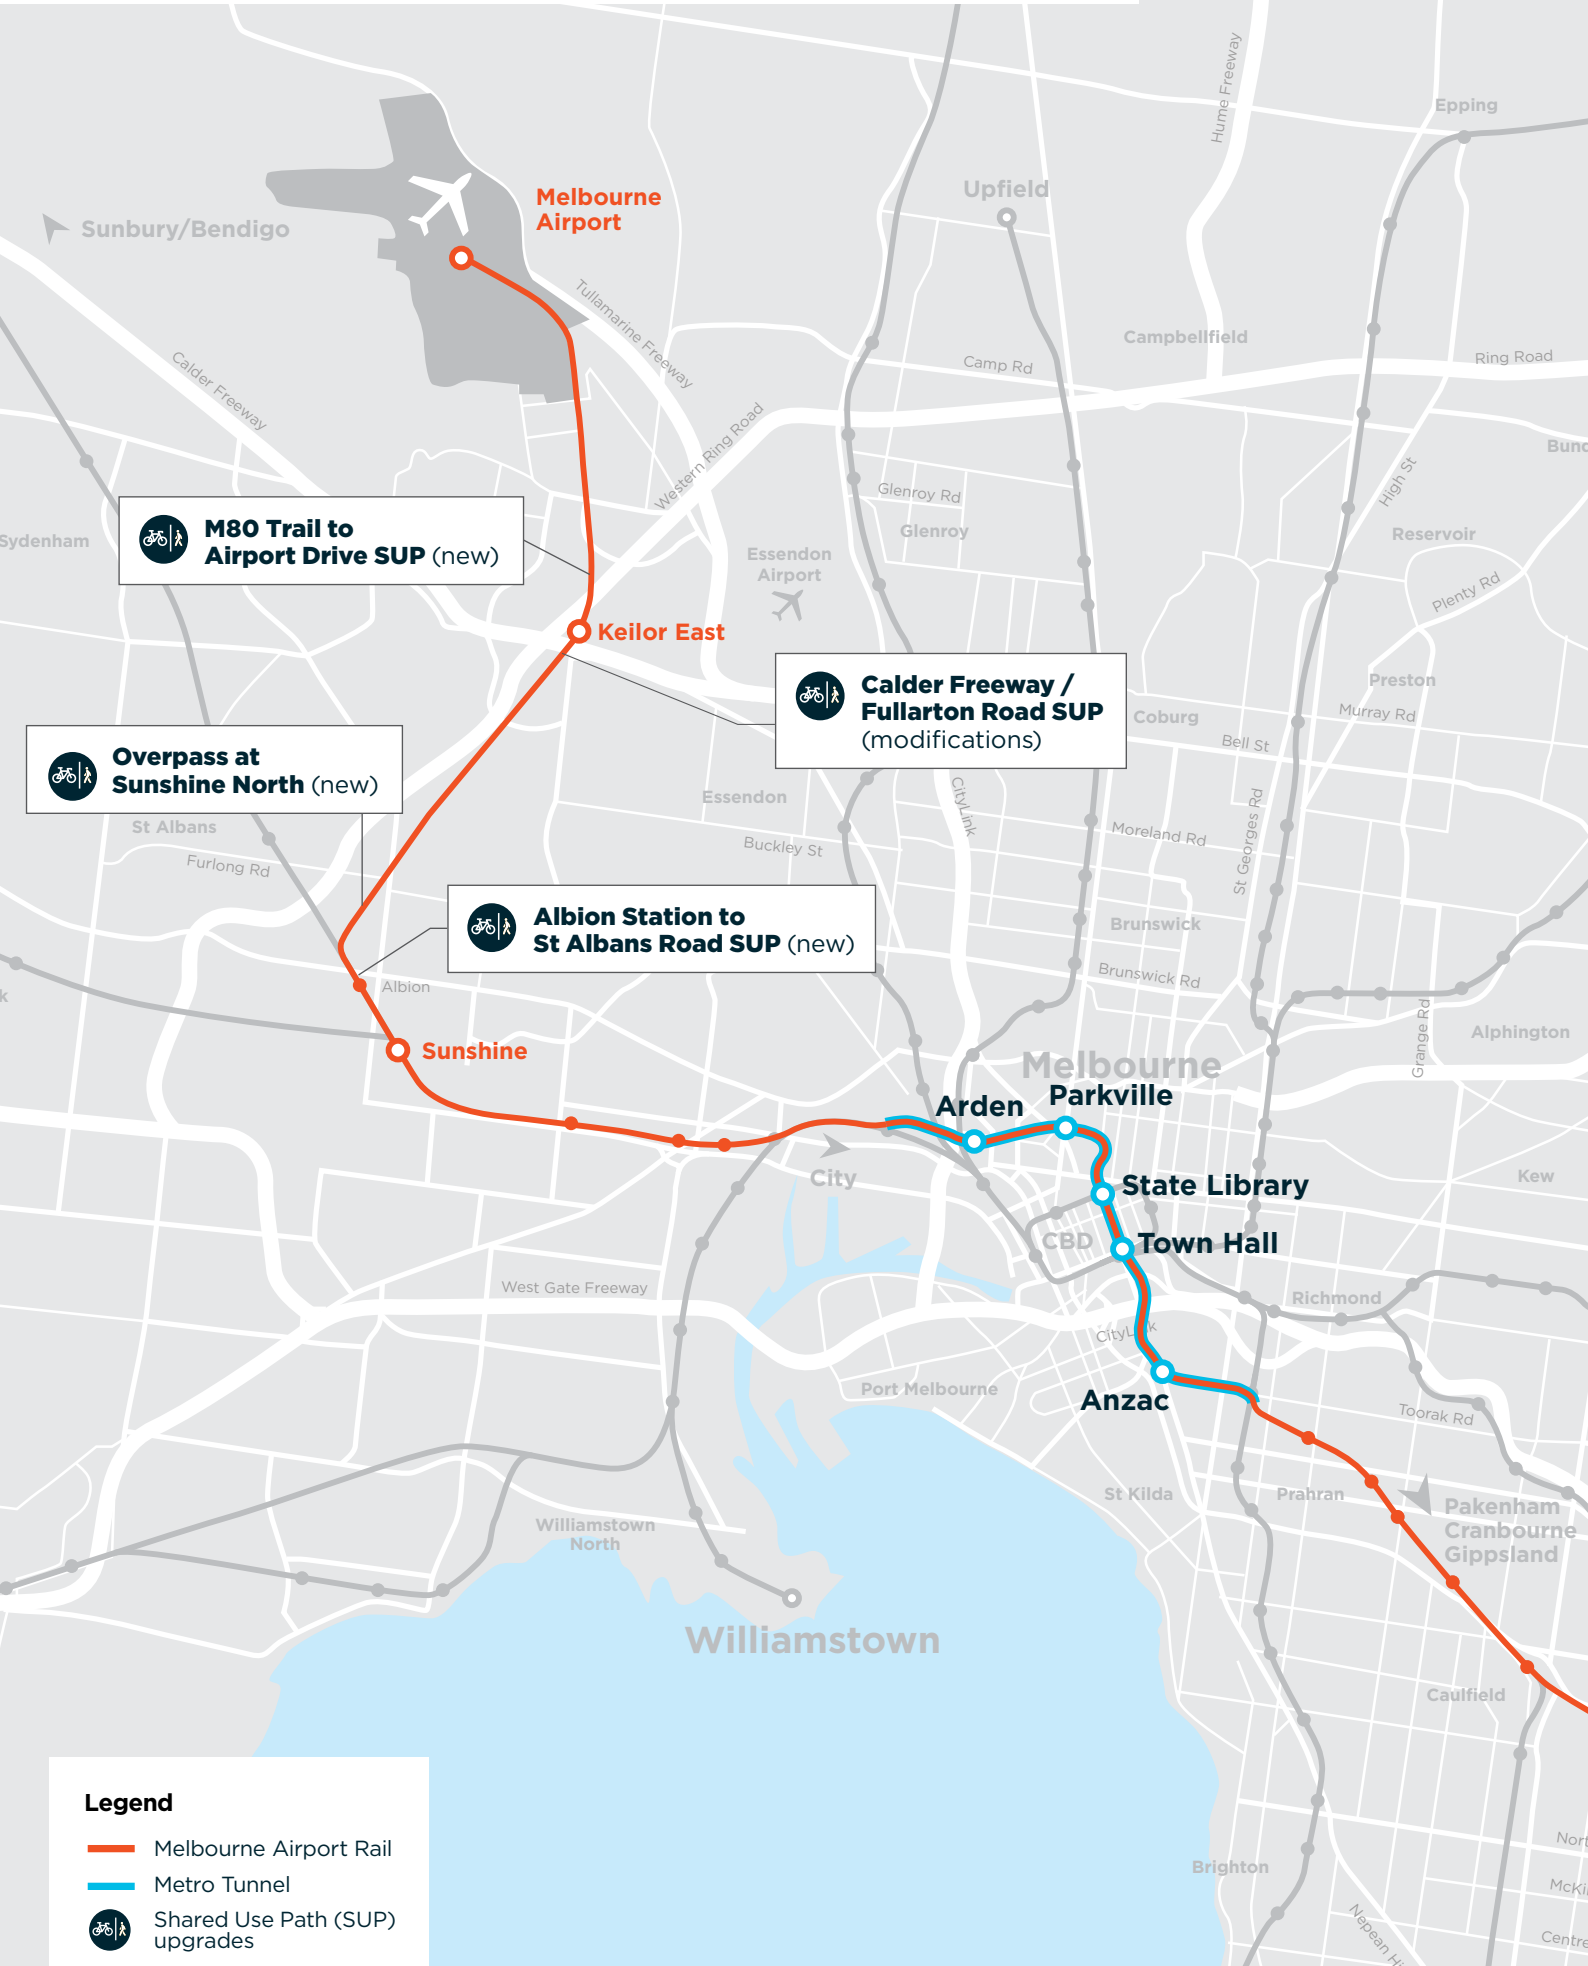 Epping
Hume Freeway
Upfield
Melbourne
Airport
Sunbury/Bendigo
Tullamarine Freeway
Campbellfield
Ring Road
Camp Rd
Calder Freeway
Western Ring Road
High St
Glenroy Rd
Glenroy
Reservoir
M80 Trail to
Airport Drive SUP (new)
Sydenham
Essendon
Airport
Plenty Rd
Keilor East
Calder Freeway /
Fullarton Road SUP
(modifications)
Preston
Murray Rd
Coburg
Bell St
Overpass at
Sunshine North (new)
Essendon
CityLink
St Georges Rd
St Albans
Furlong Rd
Buckley St
Moreland Rd
Albion Station to
St Albans Road SUP (new)
Brunswick
Brunswick Rd
Albion
Grange Rd
Alphington
Sunshine
Melbourne
Arden
Parkville
City
State Library
Kew
CBD
Town Hall
West Gate Freeway
Richmond
CityLink
Port Melbourne
Anzac
Toorak Rd
St Kilda
Prahran
Pakenham
Cranbourne
Gippsland
Williamstown
North
Williamstown
Caulfield
Legend
Melbourne Airport Rail
Metro Tunnel
Shared Use Path (SUP)
upgrades
Brighton
Nepean Hi
Nort
McKi
Centre